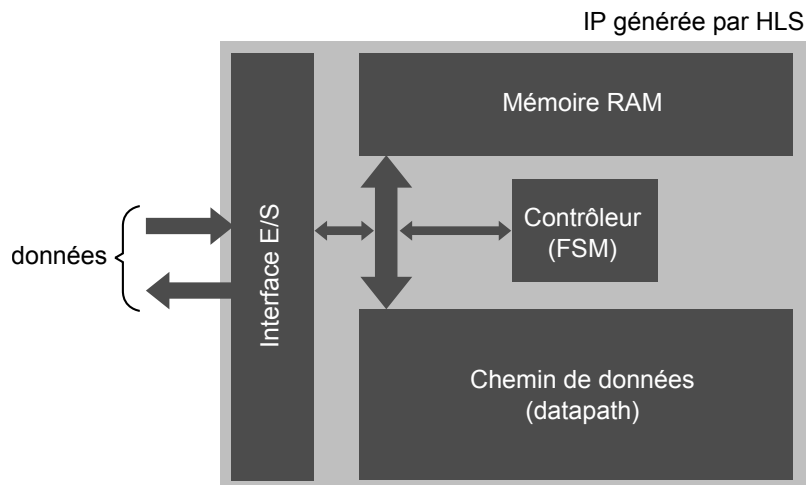 IP générée par HLS
Mémoire RAM
Contrôleur
(FSM)
données
Interface E/S
Chemin de données
(datapath)